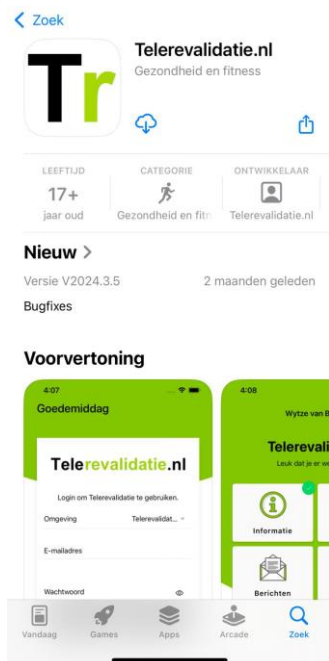 Zoek
Tr
Telerevalidatie.nl
Gezondheid en fitness
LEEFTIJD
17+
jaar oud
CATEGORIE
Gezondheid en fitn
ONTWIKKELAAR
Telerevalidatie.nl
Nieuw
Versie V2024.3.5 2 maanden geleden
Bugfixes
Voorvertoning
4:07
Goedemiddag
Telerevalidatie.nl
Login om Telerevalidatie te gebruiken.
Omgeving Telerevalidat...
E-mailadres
Wachtwoord
4:08
Wytze van B
Telerevali
Leuk dat je er we
Informatie
Berichten
Vandaag
Games
Apps
Arcade
Zoek